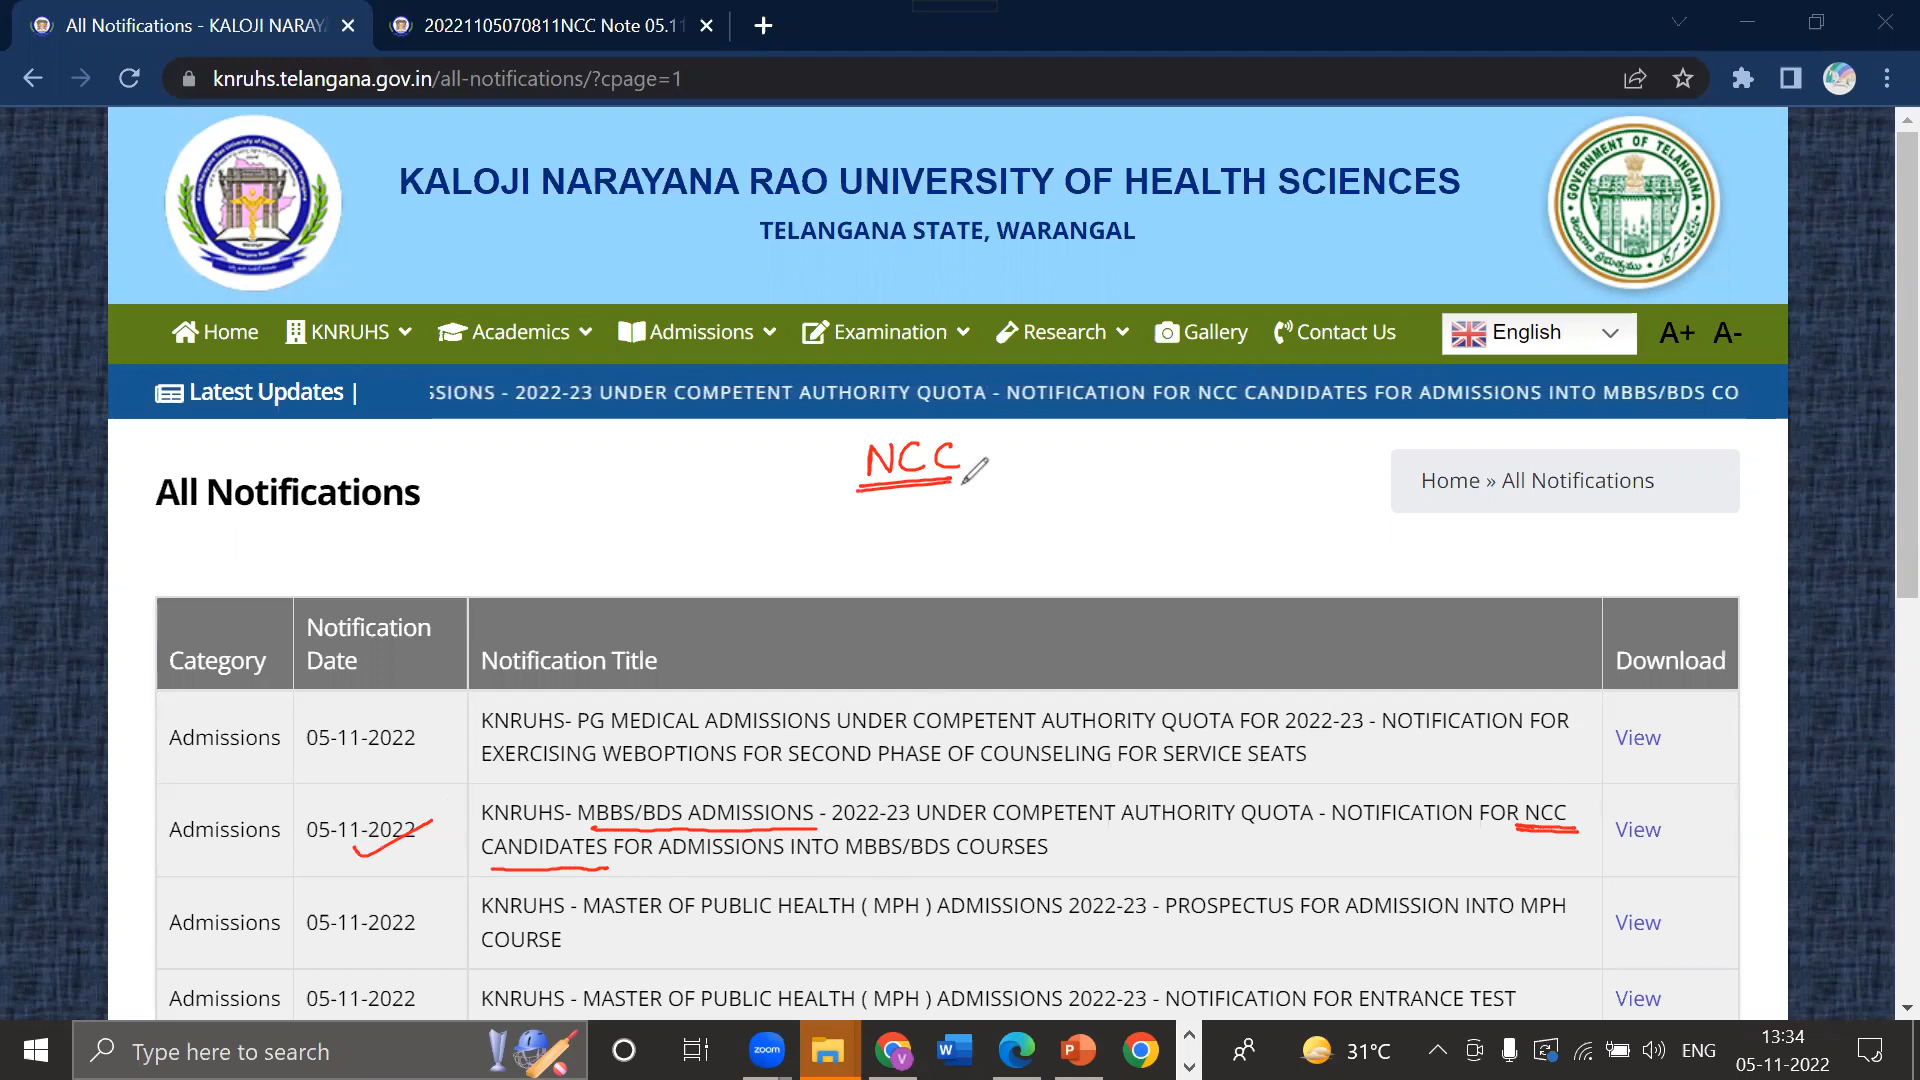 All Notifications - KALOJI NARAY
20221105070811NCC Note 05.11
knruhs.telangana.gov.in/all-notifications/?cpage=1
KALOJI NARAYANA RAO UNIVERSITY OF HEALTH SCIENCES
TELANGANA STATE, WARANGAL
GOVERNMENT OF TELANGANA
Home KNRUHS Academics Admissions Examination Research Gallery Contact Us English A+ A-
Latest Updates | SSIONS - 2022-23 UNDER COMPETENT AUTHORITY QUOTA - NOTIFICATION FOR NCC CANDIDATES FOR ADMISSIONS INTO MBBS/BDS CO
NCC
All Notifications
Home » All Notifications
Category Notification Date Notification Title Download
Admissions 05-11-2022 KNRUHS- PG MEDICAL ADMISSIONS UNDER COMPETENT AUTHORITY QUOTA FOR 2022-23 - NOTIFICATION FOR
EXERCISING WEBOPTIONS FOR SECOND PHASE OF COUNSELING FOR SERVICE SEATS View
Admissions 05-11-2022 KNRUHS- MBBS/BDS ADMISSIONS - 2022-23 UNDER COMPETENT AUTHORITY QUOTA - NOTIFICATION FOR NCC
CANDIDATES FOR ADMISSIONS INTO MBBS/BDS COURSES View
Admissions 05-11-2022 KNRUHS - MASTER OF PUBLIC HEALTH ( MPH ) ADMISSIONS 2022-23 - PROSPECTUS FOR ADMISSION INTO MPH
COURSE View
Admissions 05-11-2022 KNRUHS - MASTER OF PUBLIC HEALTH ( MPH ) ADMISSIONS 2022-23 - NOTIFICATION FOR ENTRANCE TEST View
Type here to search
zoom
31°C
ENG
13:34
05-11-2022